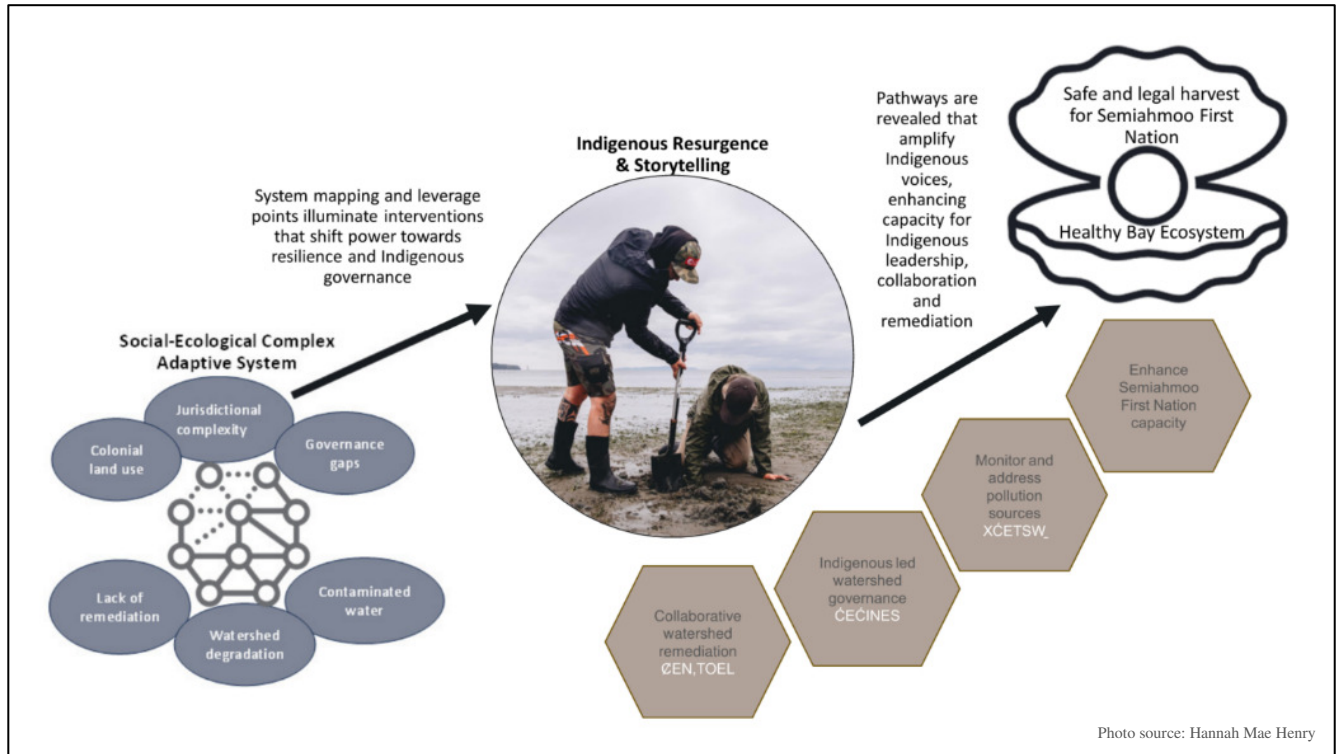 System mapping and leverage
points illuminate interventions
that shift power towards
resilience and Indigenous
governance
Social-Ecological Complex
Adaptive System
Jurisdictional
complexity
Colonial
land use
Governance
gaps
Lack of
remediation
Watershed
degradation
Contaminated
water
Indigenous Resurgence
& Storytelling
Pathways are
revealed that
amplify
Indigenous
voices,
enhancing
capacity for
Indigenous
leadership,
collaboration
and
remediation
Safe and legal harvest
for Semiahmoo First
Nation
Healthy Bay Ecosystem
Collaborative
watershed
remediation
ȻEN,TOEL
Indigenous led
watershed
governance
ĆEĆINES
Monitor and
address
pollution
sources
XĆETSW̱
Enhance
Semiahmoo
First Nation
capacity
Photo source: Hannah Mae Henry